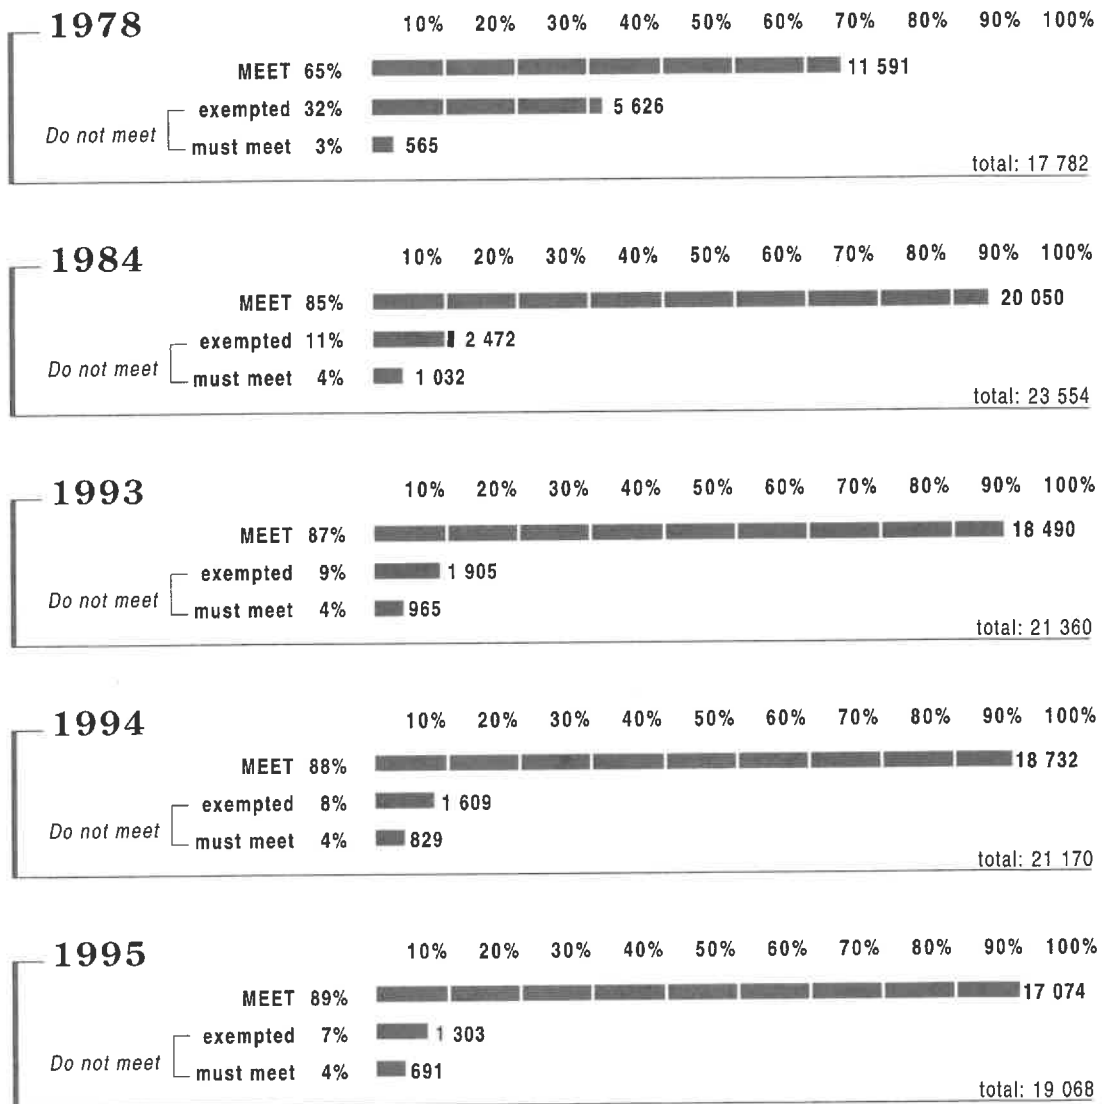 1978 10% 20% 30% 40% 50% 60% 70% 80% 90% 100%
MEET 65% 11 591
exempted 32% 5 626
Do not meet
must meet 3% 565
total: 17 782
1984 10% 20% 30% 40% 50% 60% 70% 80% 90% 100%
MEET 85% 20 050
exempted 11% 2 472
Do not meet
must meet 4% 1 032
total: 23 554
1993 10% 20% 30% 40% 50% 60% 70% 80% 90% 100%
MEET 87% 18 490
exempted 9% 1 905
Do not meet
must meet 4% 965
total: 21 360
1994 10% 20% 30% 40% 50% 60% 70% 80% 90% 100%
MEET 88% 18 732
exempted 8% 1 609
Do not meet
must meet 4% 829
total: 21 170
1995 10% 20% 30% 40% 50% 60% 70% 80% 90% 100%
MEET 89% 17 074
exempted 7% 1 303
Do not meet
must meet 4% 691
total: 19 068